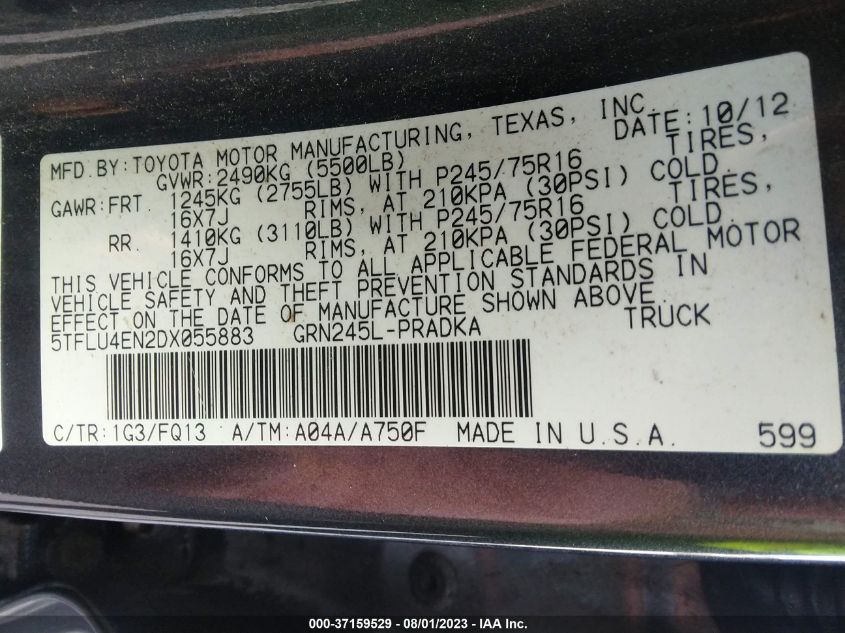 MFD.BY:TOYOTA MOTOR MANUFACTURING, TEXAS, INC.
GVWR:2490KG (5500LB) DATE:10/12
GAWR:FRT. 1245KG (2755LB) WITH P245/75R16 TIRES,
16X7J RIMS, AT 210KPA (30PSI) COLD.
RR. 1410KG (3110LB) WITH P245/75R16 TIRES,
16X7J RIMS, AT 210KPA (30PSI) COLD.
THIS VEHICLE CONFORMS TO ALL APPLICABLE FEDERAL MOTOR
VEHICLE SAFETY AND THEFT PREVENTION STANDARDS IN
EFFECT ON THE DATE OF MANUFACTURE SHOWN ABOVE.
5TFLU4EN2DX055883 GRN245L-PRADKA TRUCK
C/TR:1G3/FQ13 A/TM:A04A/A750F MADE IN U.S.A. 599
000-37159529 - 08/01/2023 - IAA Inc.